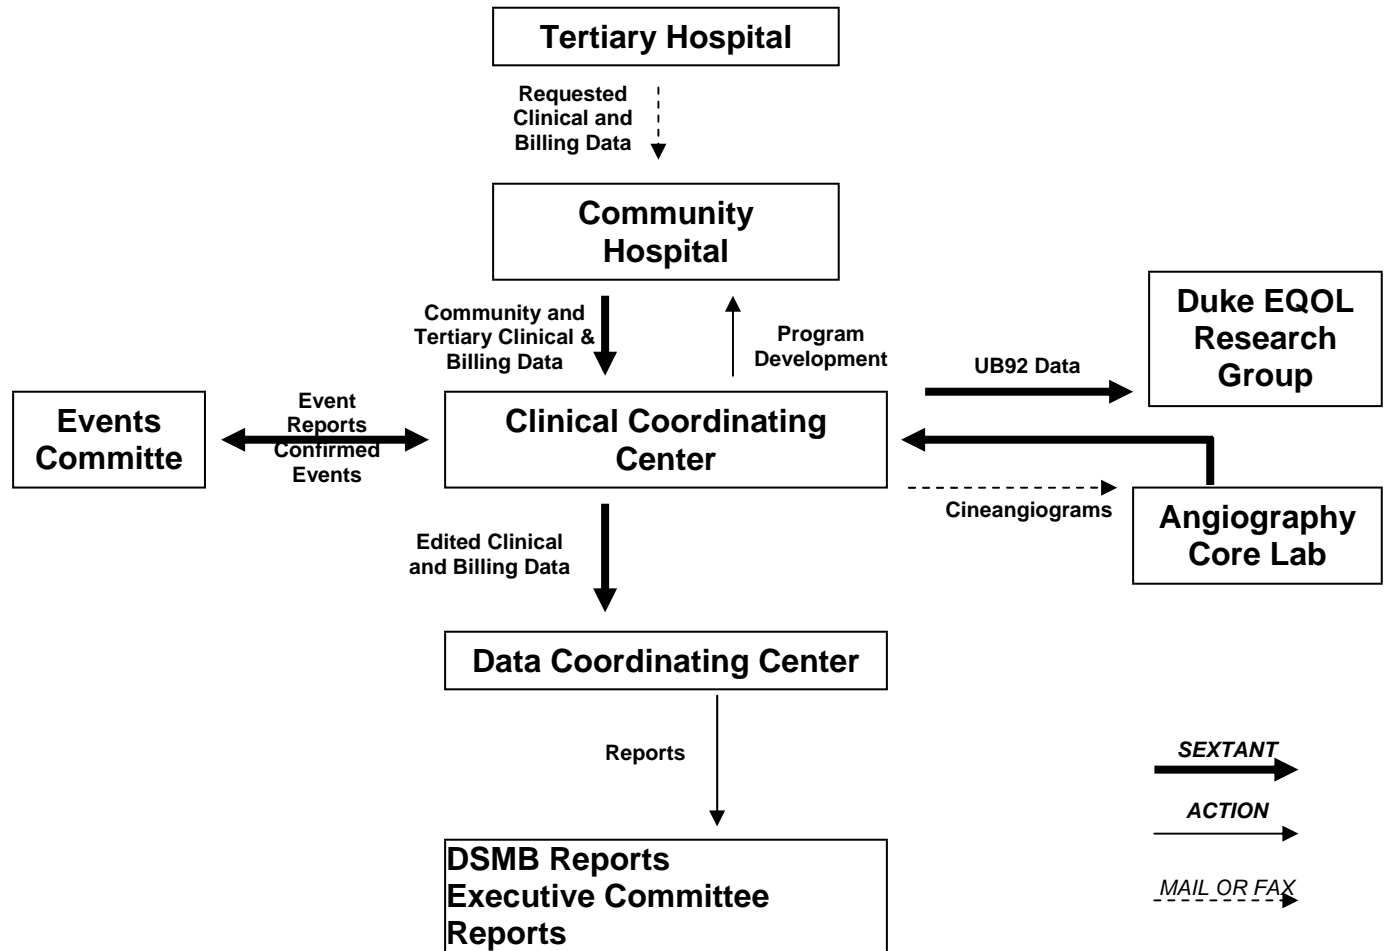 Tertiary Hospital
Requested
Clinical and
Billing Data
Community
Hospital
Community and
Tertiary Clinical &
Billing Data
Program
Development
UB92 Data
Duke EQOL
Research
Group
Events
Committe
Event
Reports
Confirmed
Events
Clinical Coordinating
Center
Cineangiograms
Angiography
Core Lab
Edited Clinical
and Billing Data
Data Coordinating Center
Reports
SEXTANT
ACTION
MAIL OR FAX
DSMB Reports
Executive Committee
Reports